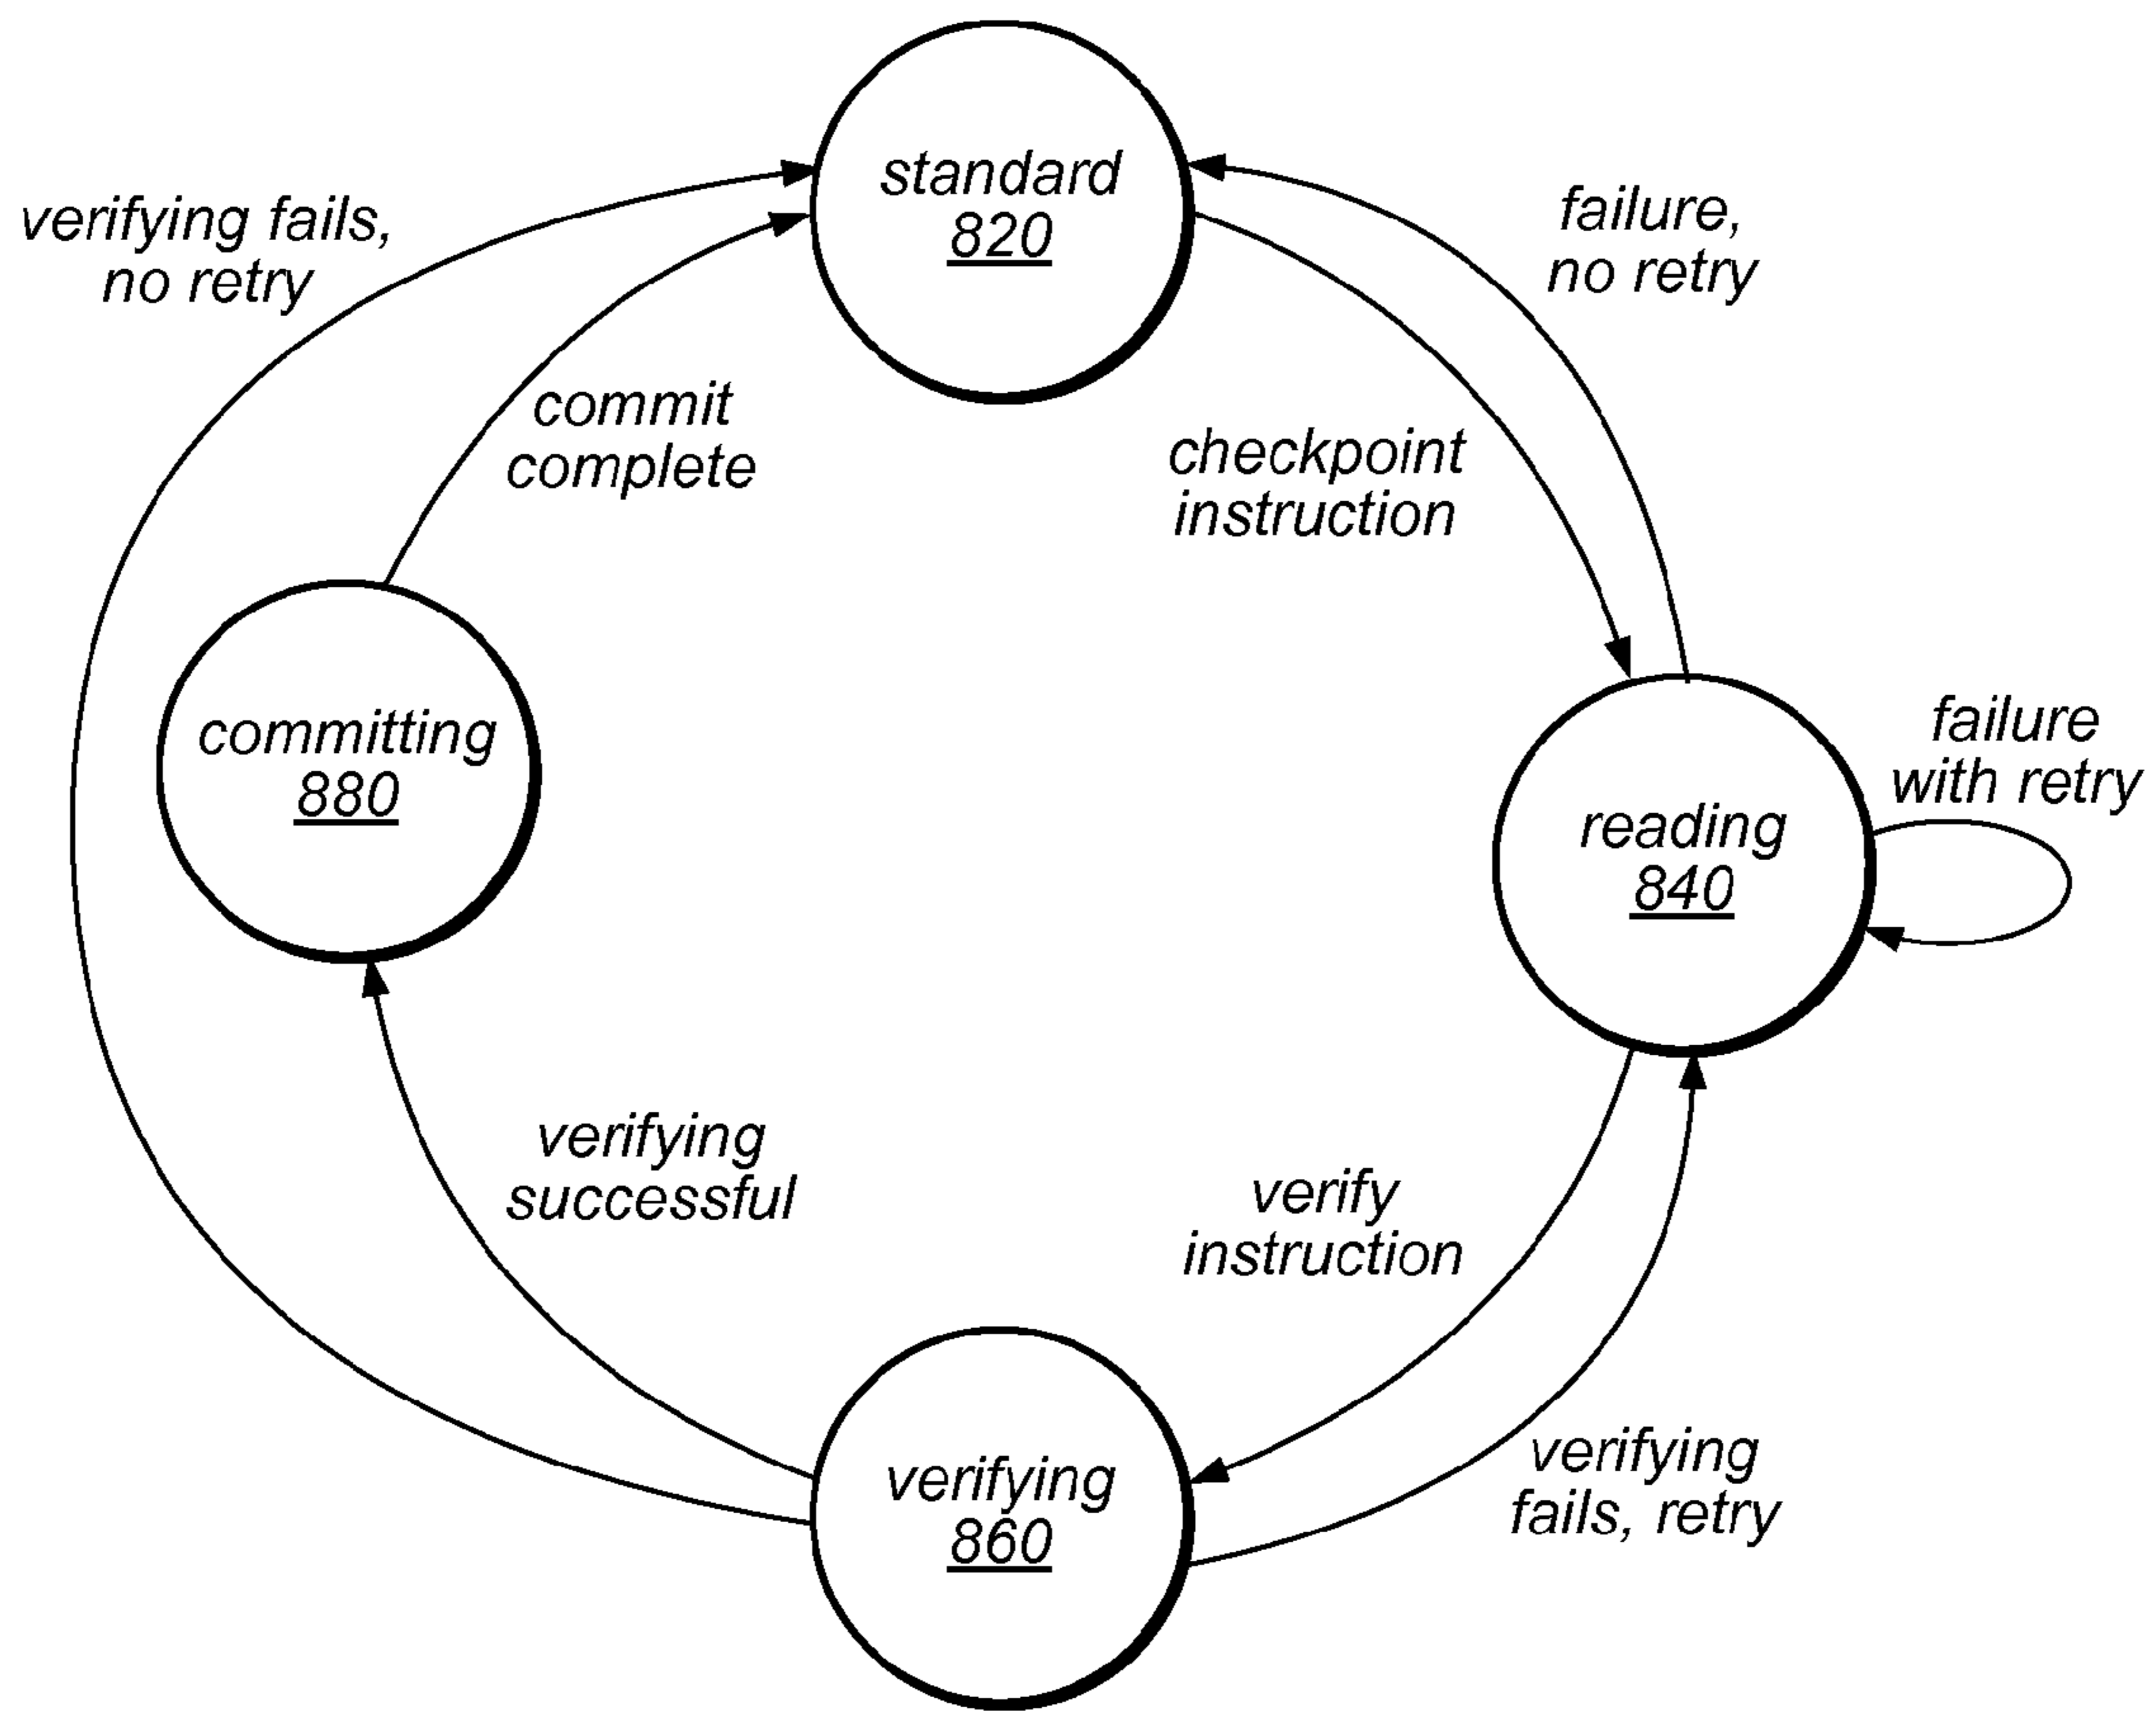 standard
820
verifying fails,
no retry
failure,
no retry
commit
complete
checkpoint
instruction
committing
880
failure
with retry
reading
840
verifying
successful
verify
instruction
verifying
860
verifying
fails, retry